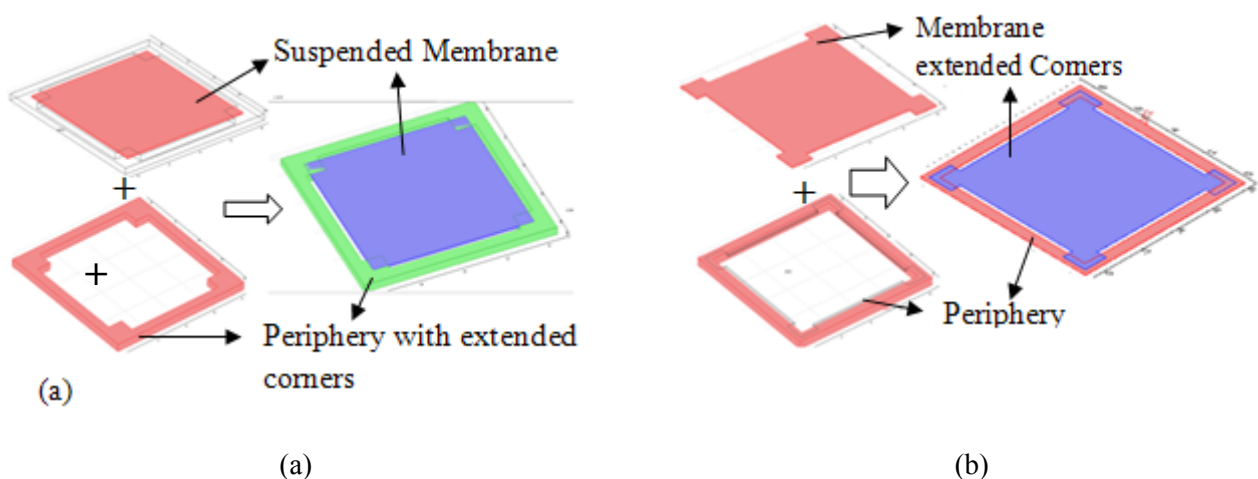 (a)
Suspended Membrane
+
+
Periphery with extended
corners
(a)
(a)
(b)
Membrane
extended Corners
+
Periphery
(b)